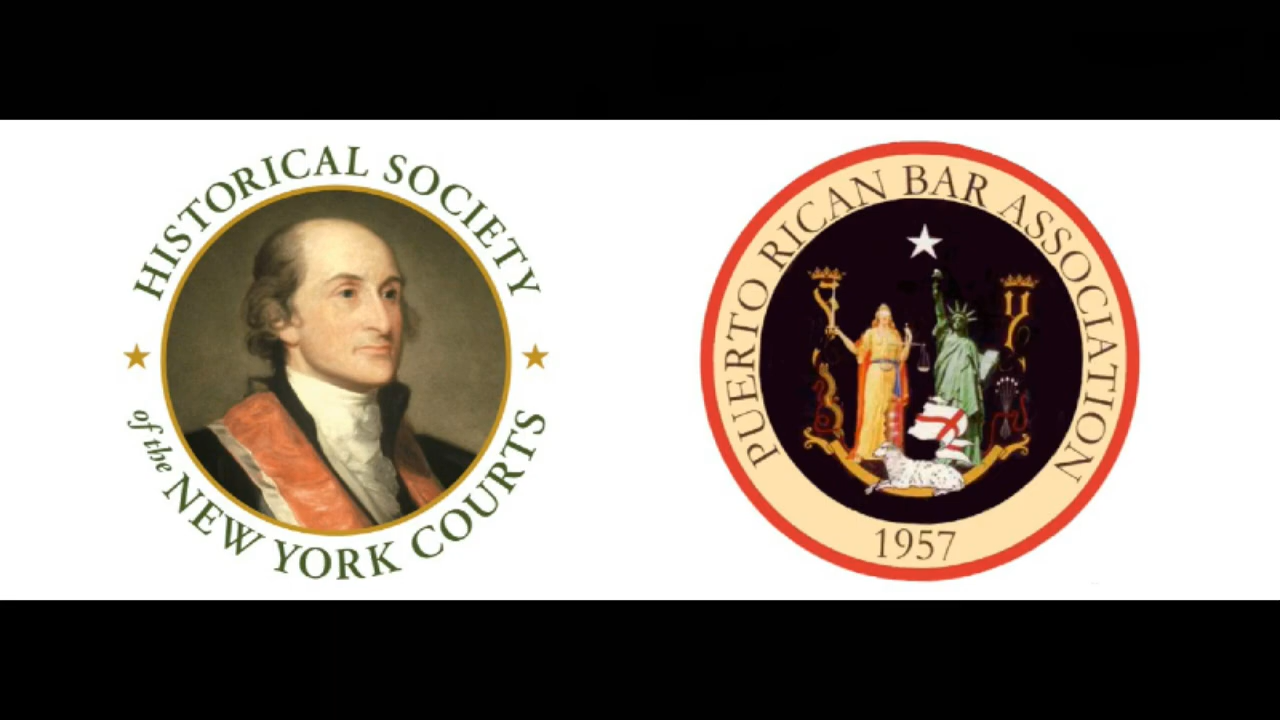 HISTORICAL SOCIETY
of the NEW YORK COURTS
PUERTO RICAN BAR ASSOCIATION
1957